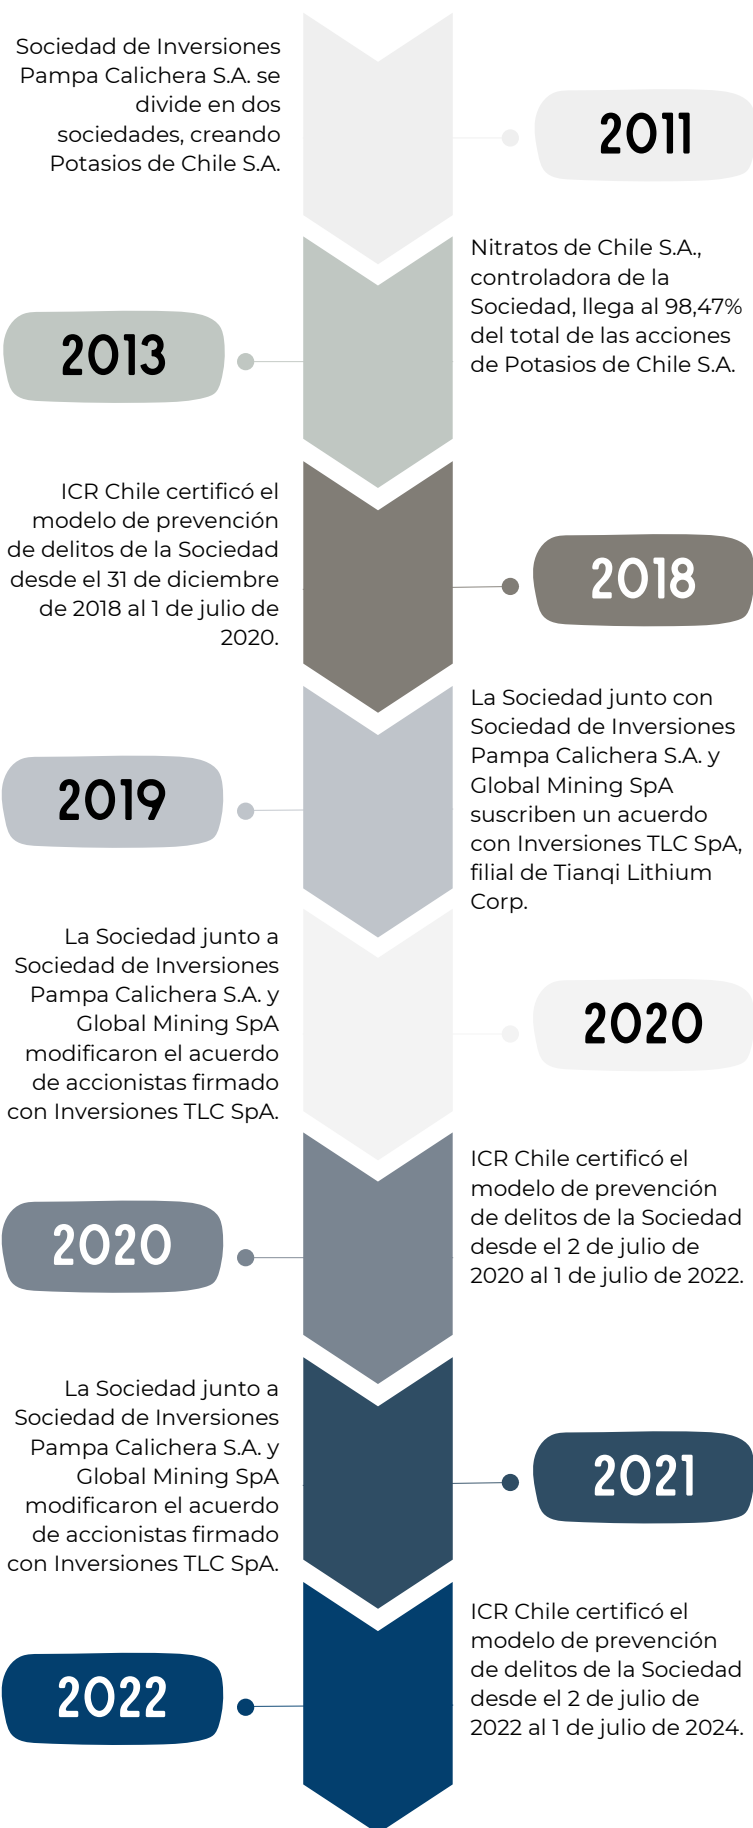 Sociedad de Inversiones
Pampa Calichera S.A. se
divide en dos
sociedades, creando
Potasios de Chile S.A.
2011
Nitratos de Chile S.A.,
controladora de la
Sociedad, llega al 98,47%
del total de las acciones
de Potasios de Chile S.A.
2013
ICR Chile certificó el
modelo de prevención
de delitos de la Sociedad
desde el 31 de diciembre
de 2018 al 1 de julio de
2020.
2018
La Sociedad junto con
Sociedad de Inversiones
Pampa Calichera S.A. y
Global Mining SpA
suscriben un acuerdo
con Inversiones TLC SpA,
filial de Tianqi Lithium
Corp.
2019
La Sociedad junto a
Sociedad de Inversiones
Pampa Calichera S.A. y
Global Mining SpA
modificaron el acuerdo
de accionistas firmado
con Inversiones TLC SpA.
2020
ICR Chile certificó el
modelo de prevención
de delitos de la Sociedad
desde el 2 de julio de
2020 al 1 de julio de 2022.
2020
La Sociedad junto a
Sociedad de Inversiones
Pampa Calichera S.A. y
Global Mining SpA
modificaron el acuerdo
de accionistas firmado
con Inversiones TLC SpA.
2021
ICR Chile certificó el
modelo de prevención
de delitos de la Sociedad
desde el 2 de julio de
2022 al 1 de julio de 2024.
2022